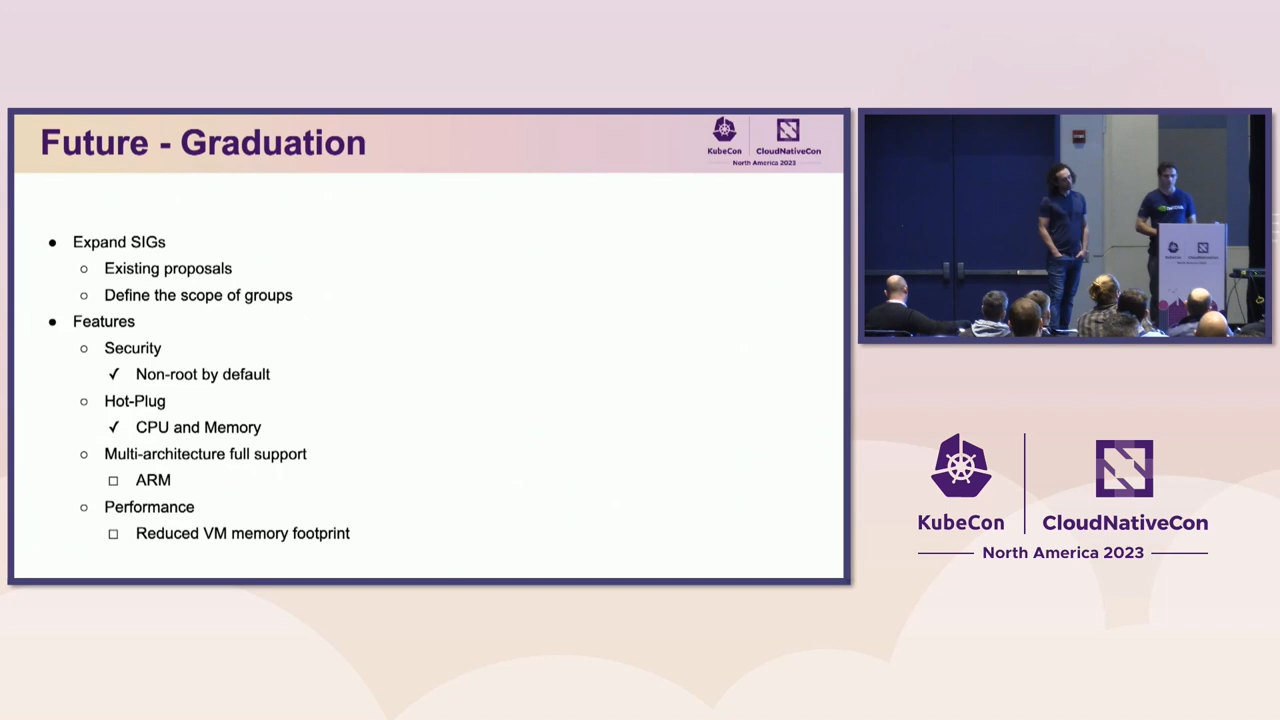 Future - Graduation
KubeCon
CloudNativeCon
North America 2023
Expand SIGs
Existing proposals
Define the scope of groups
Features
Security
✓ Non-root by default
Hot-Plug
✓ CPU and Memory
Multi-architecture full support
ARM
Performance
Reduced VM memory footprint
KubeCon
CloudNativeCon
North America 2023